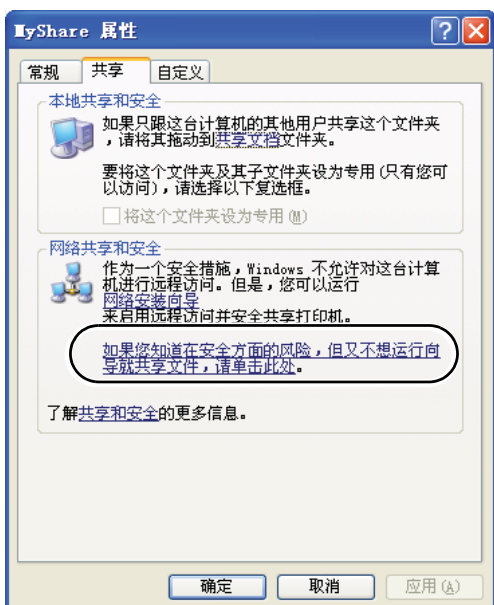 MyShare 属性
常规 共享 自定义
本地共享和安全
如果只跟这台计算机的其他用户共享这个文件夹
，请将其拖动到共享文档文件夹。
要将这个文件夹及其子文件夹设为专用(只有您可
以访问)，请选择以下复选框。
将这个文件夹设为专用(M)
网络共享和安全
作为一个安全措施，Windows 不允许对这台计算
机进行远程访问。但是，您可以运行
网络安装向导
来启用远程访问并安全共享打印机。
如果您知道在安全方面的风险，但又不想运行向
导就共享文件，请单击此处。
了解共享和安全的更多信息。
确定 取消 应用(A)